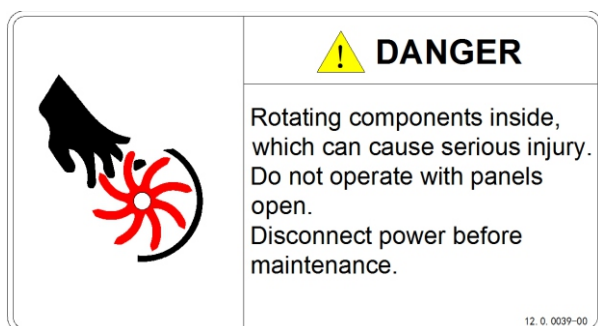 ! DANGER
Rotating components inside,
which can cause serious injury.
Do not operate with panels
open.
Disconnect power before
maintenance.
12. 0. 0039-00